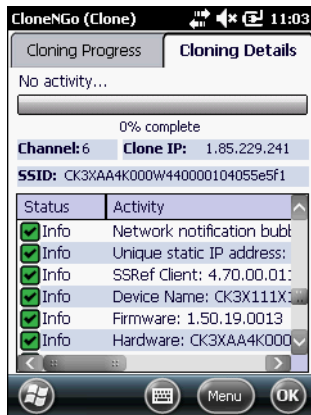 CloneNGo (Clone) 11:03
Cloning Progress Cloning Details
No activity...
0% complete
Channel: 6 Clone IP: 1.85.229.241
SSID: CK3XAA4K000W440000104055e5f1
Status Activity
Info Network notification bubb
Info Unique static IP address:
Info SSRef Client: 4.70.00.01
Info Device Name: CK3X111X
Info Firmware: 1.50.19.0013
Info Hardware: CK3XAA4K000
Menu OK